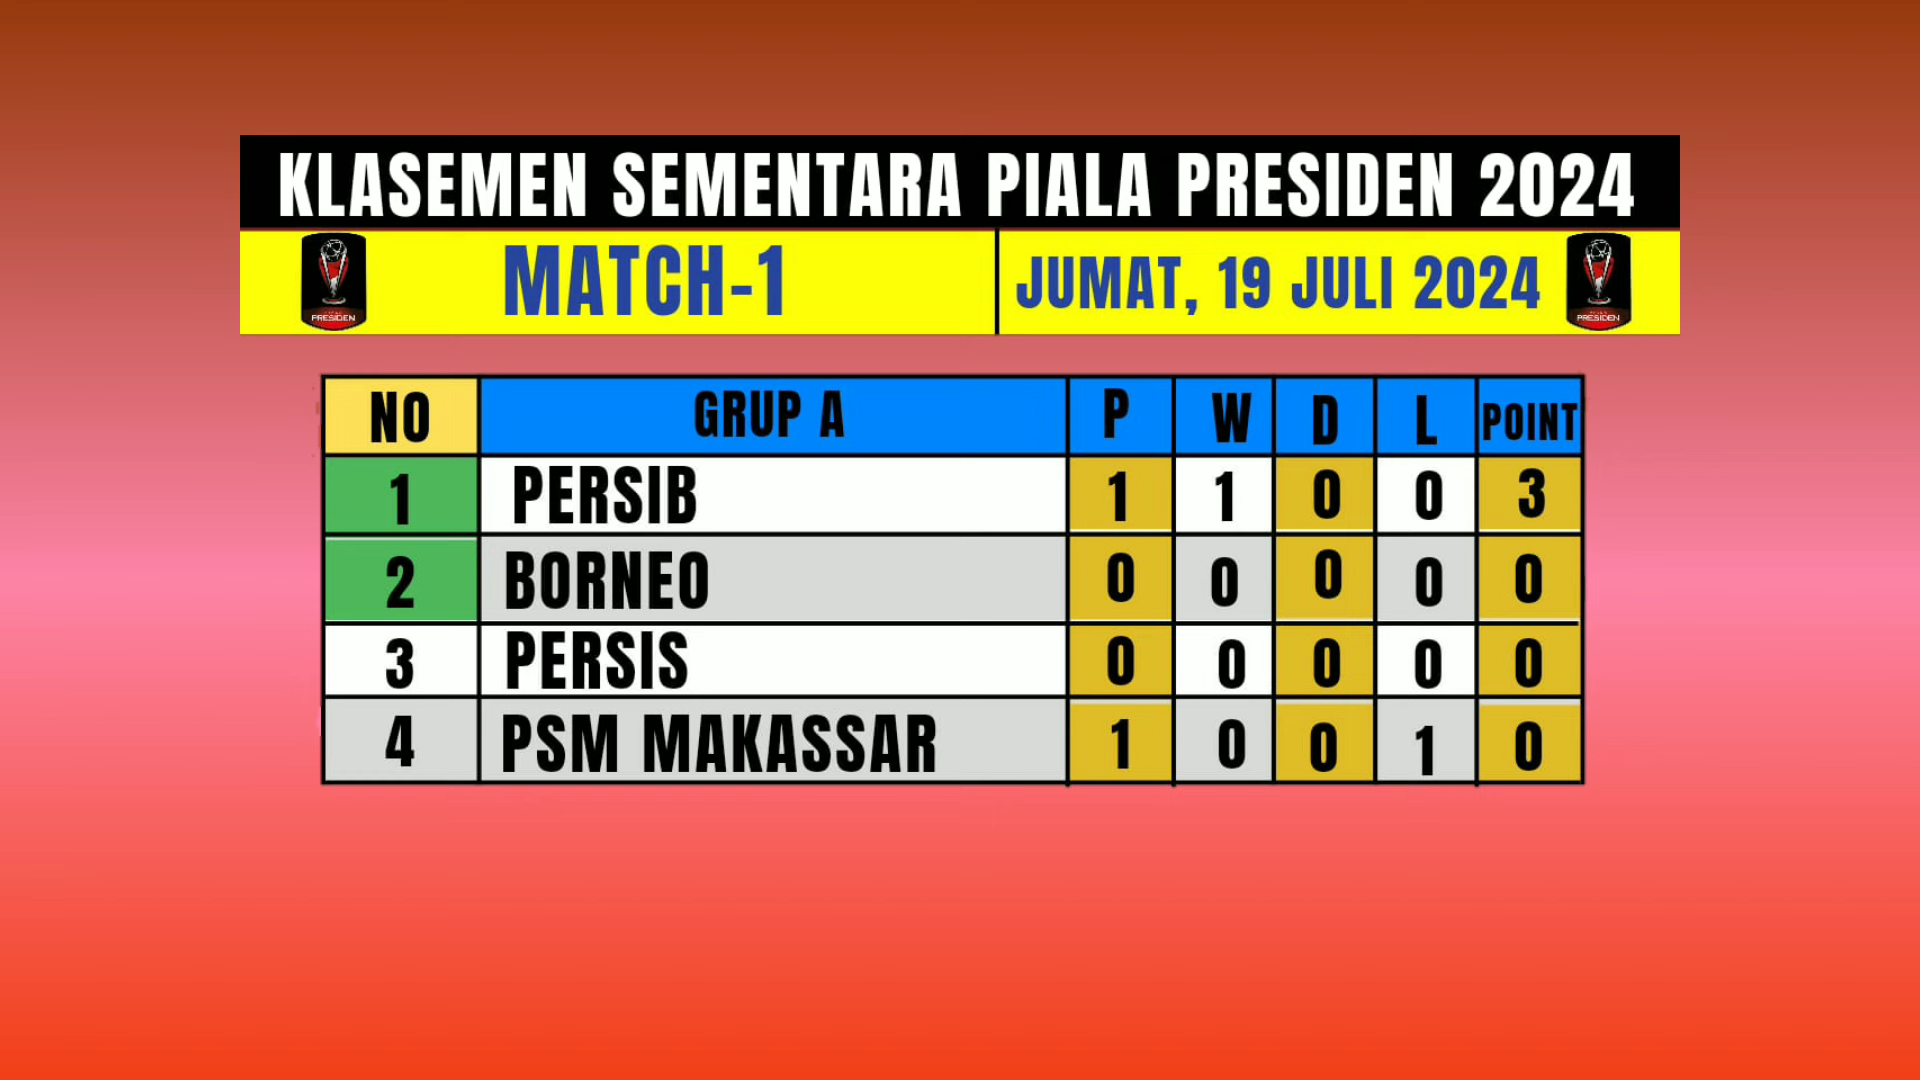 KLASEMEN SEMENTARA PIALA PRESIDEN 2024
PRESIDEN MATCH-1 JUMAT, 19 JULI 2024 PRESIDEN
NO GRUP A P W D L POINT
1 PERSIB 1 1 0 0 3
2 BORNEO 0 0 0 0 0
3 PERSIS 0 0 0 0 0
4 PSM MAKASSAR 1 0 0 1 0